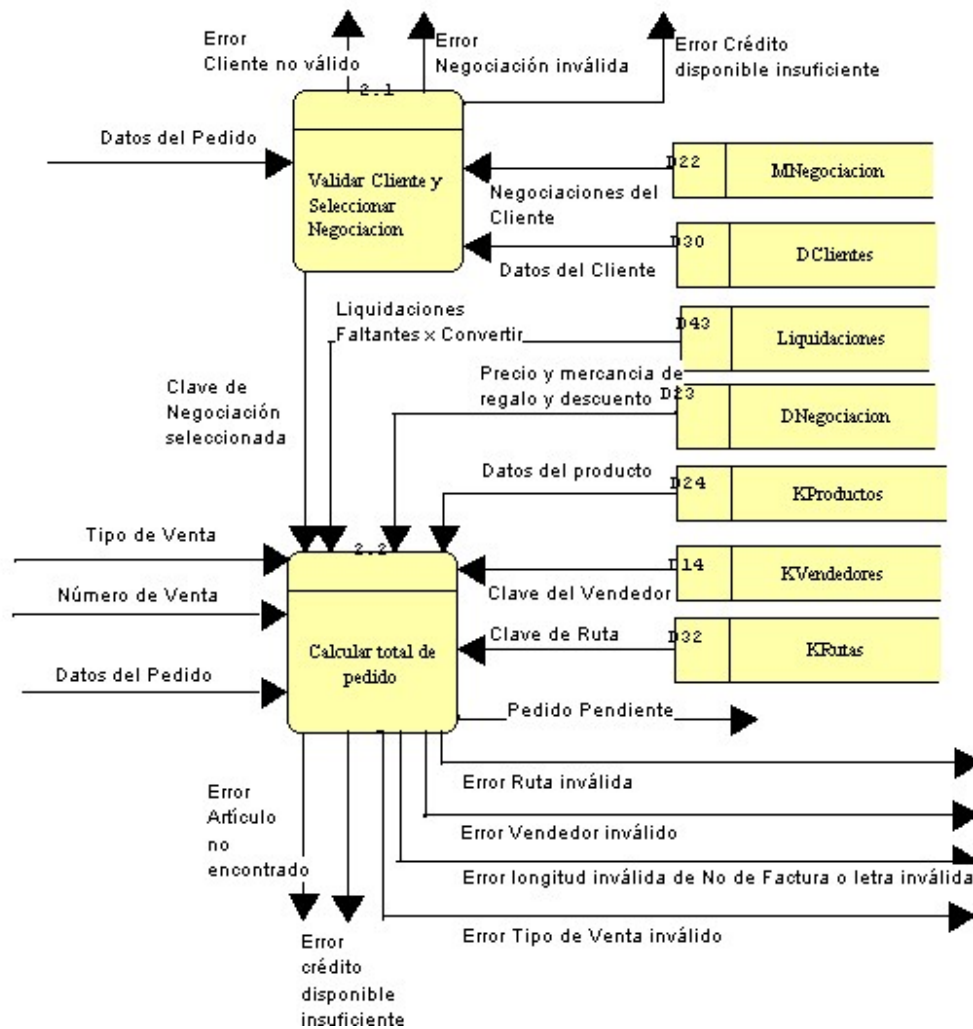 Error
Cliente no válido
Error
Negociación inválida
Error Crédito
disponible insuficiente
2.1
Datos del Pedido
Validar Cliente y
Seleccionar
Negociacion
D22
MNegociacion
Negociaciones del
Cliente
D30
DClientes
Datos del Cliente
Liquidaciones
Faltantes x Convertir
D43
Liquidaciones
Clave de
Negociación
seleccionada
Precio y mercancia de
regalo y descuento
D23
DNegociacion
Datos del producto
D24
KProductos
Tipo de Venta
2.2
D14
KVendedores
Clave del Vendedor
Número de Venta
Clave de Ruta
D32
KRutas
Calcular total de
pedido
Datos del Pedido
Pedido Pendiente
Error Ruta inválida
Error
Artículo
no
encontrado
Error Vendedor inválido
Error longitud inválida de No de Factura o letra inválida
Error Tipo de Venta inválido
Error
crédito
disponible
insuficiente